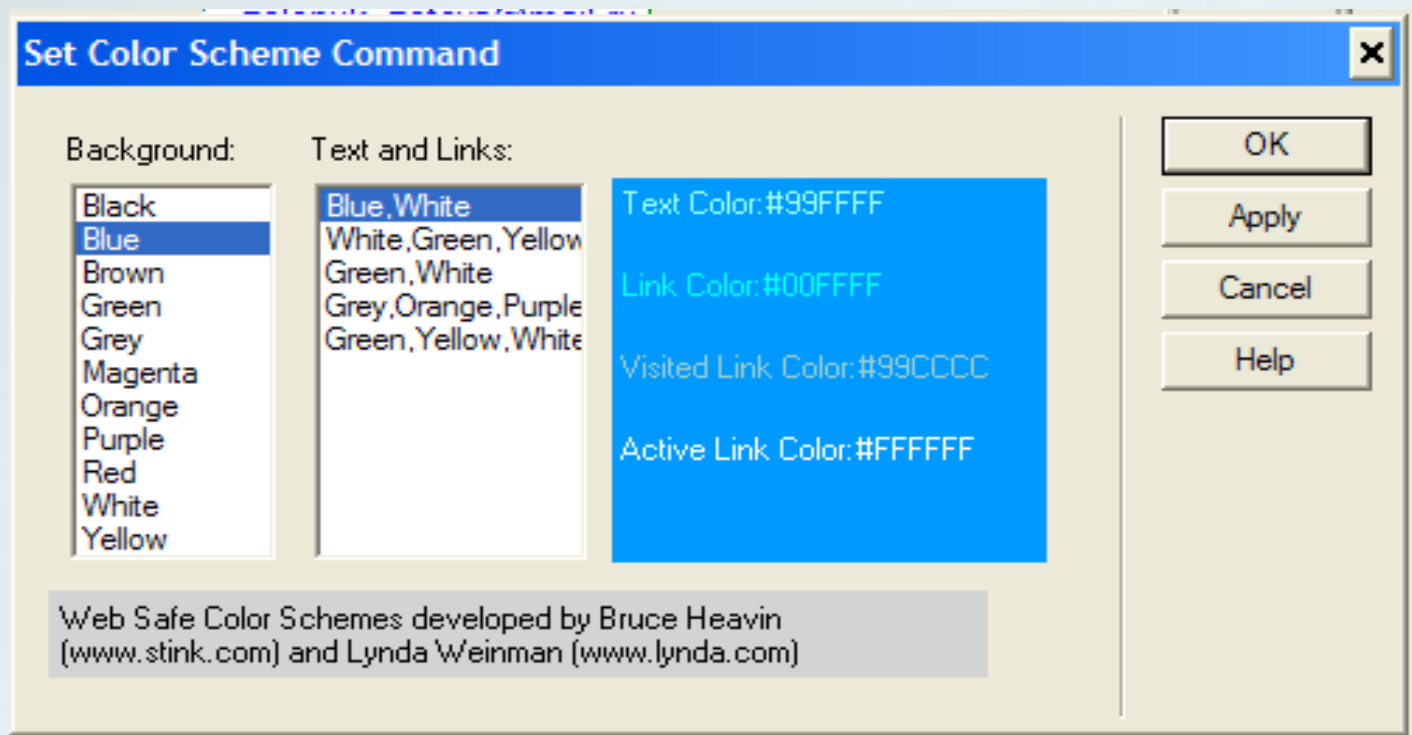 Set Color Scheme Command
Background:
Text and Links:
Black
Blue
Brown
Green
Grey
Magenta
Orange
Purple
Red
White
Yellow
Blue,White
White,Green,Yellow
Green,White
Grey,Orange,Purple
Green,Yellow,White
Text Color:#99FFFF
Link Color:#00FFFF
Visited Link Color:#99CCCC
Active Link Color:#FFFFFF
OK
Apply
Cancel
Help
Web Safe Color Schemes developed by Bruce Heavin
(www.stink.com) and Lynda Weinman (www.lynda.com)